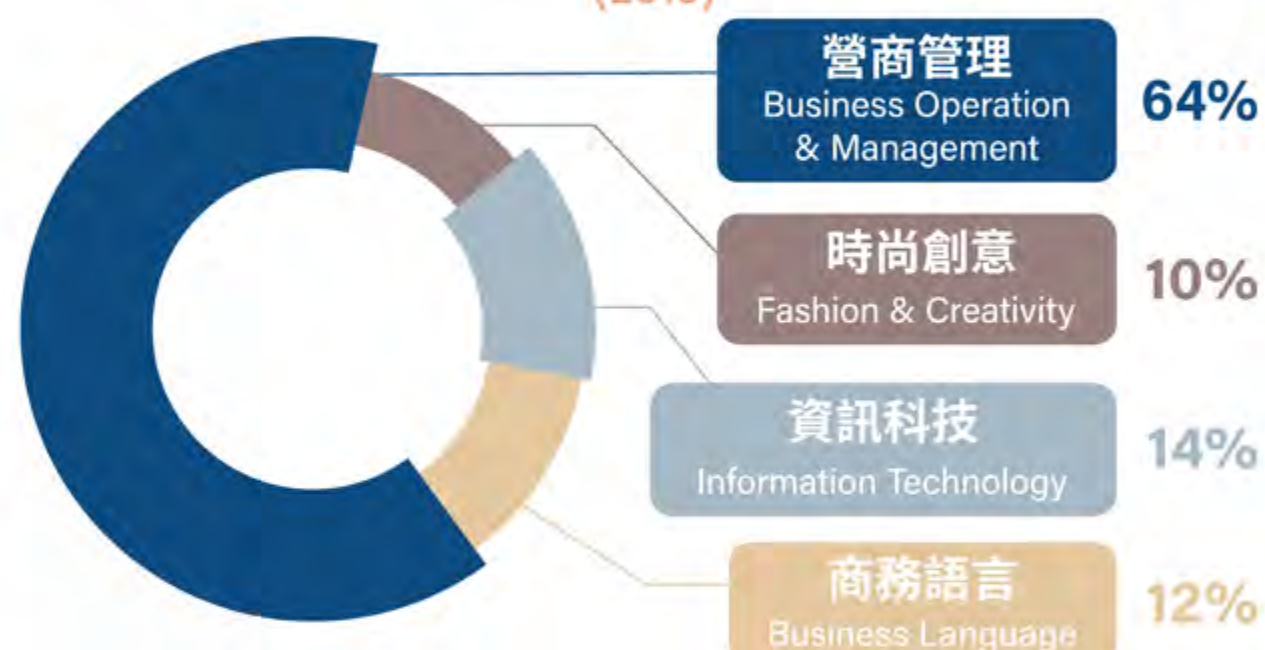 營商管理
Business Operation
& Management
64%
時尚創意
Fashion & Creativity
10%
資訊科技
Information Technology
14%
商務語言
Business Language
12%